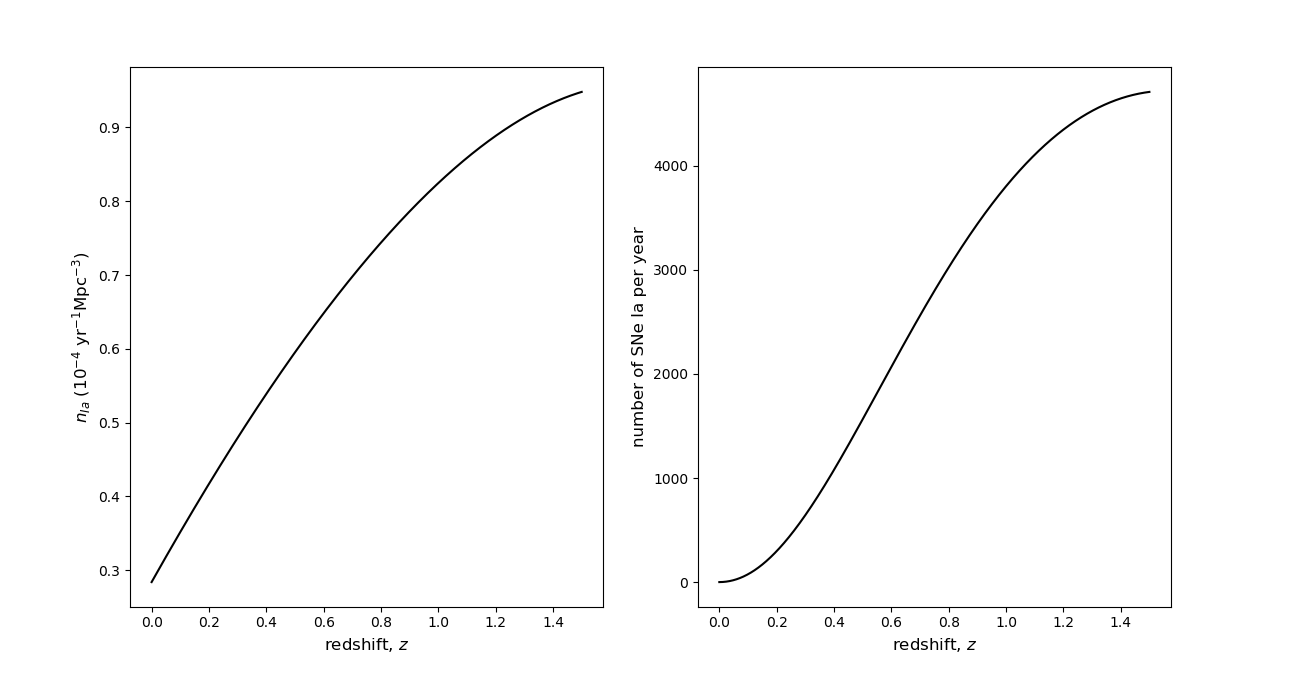 0.9
0.8
0.7
0.6
0.5
0.4
0.3
n_{Ia} (10^{-4} yr^{-1}Mpc^{-3})
0.0 0.2 0.4 0.6 0.8 1.0 1.2 1.4
redshift, z
4000
3000
2000
1000
0
number of SNe Ia per year
0.0 0.2 0.4 0.6 0.8 1.0 1.2 1.4
redshift, z